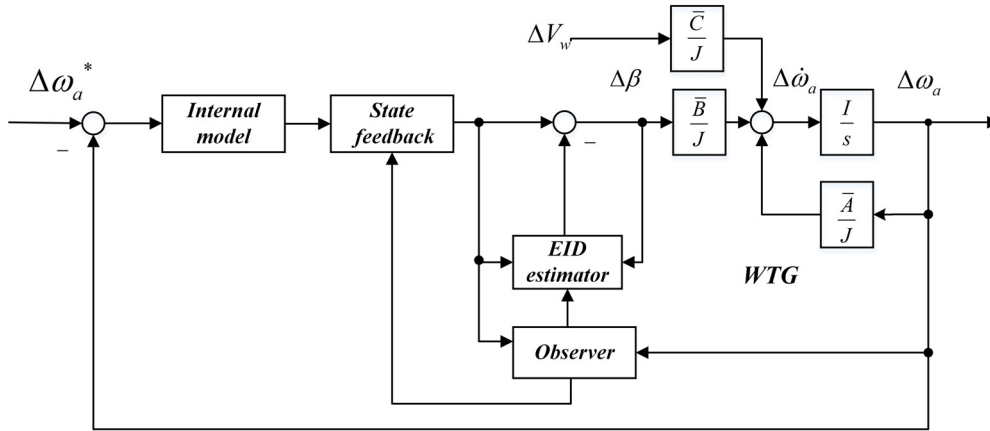 C̅
J
ΔV_w
Δω_a^*
Δβ
Δω̇_a
Δω_a
Internal
model
State
feedback
B̅
J
I
s
−
−
A̅
J
EID
estimator
WTG
Observer